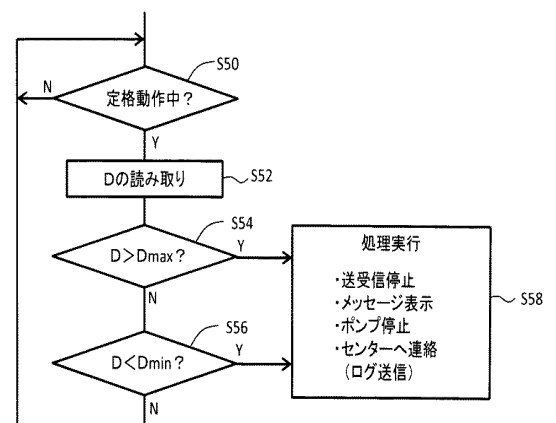 S50
N
定格動作中？
Y
Dの読み取り
S52
S54
D＞Dmax？
Y
N
S56
D＜Dmin？
Y
N
処理実行
・送受信停止
・メッセージ表示
・ポンプ停止
・センターへ連絡
（ログ送信）
S58